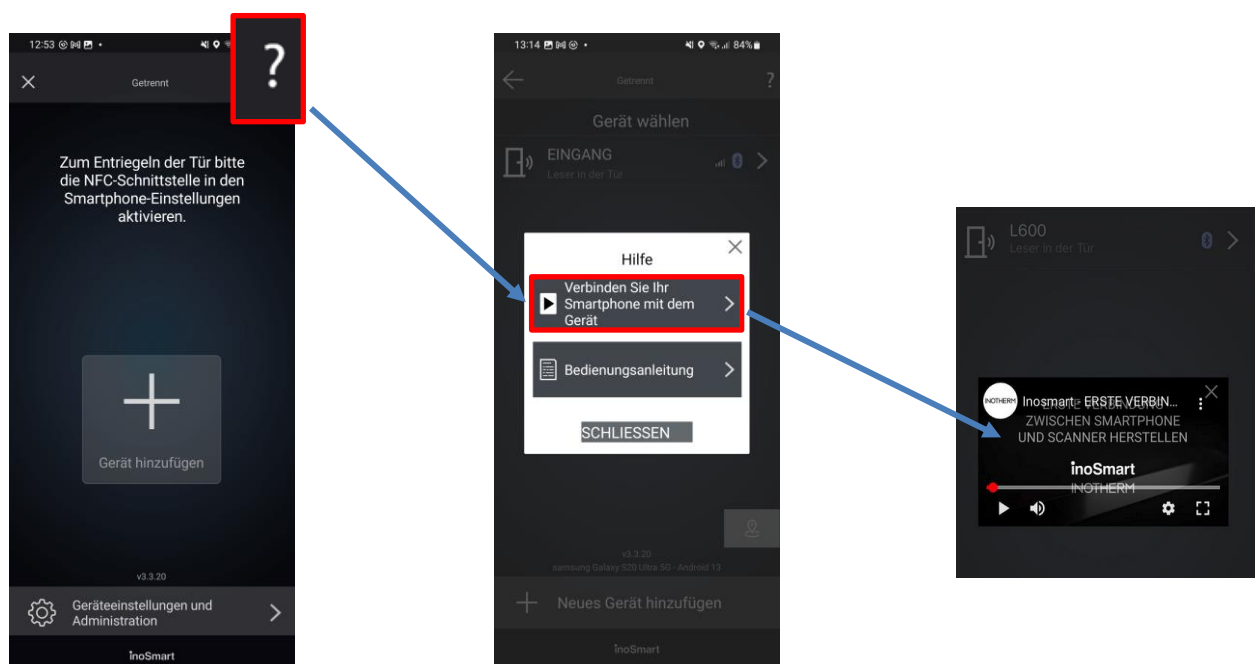 12:53
?
Getrennt
Zum Entriegeln der Tür bitte
die NFC-Schnittstelle in den
Smartphone-Einstellungen
aktivieren.
Gerät hinzufügen
v3.3.20
Geräteeinstellungen und
Administration
inoSmart
13:14
84%
Getrennt
?
Gerät wählen
EINGANG
Leser in der Tür
Hilfe
Verbinden Sie Ihr
Smartphone mit dem
Gerät
Bedienungsanleitung
SCHLIESSEN
v3.3.20
samsung Galaxy S20 Ultra 5G - Android 13
Neues Gerät hinzufügen
inoSmart
L600
Leser in der Tür
INOTHERM
Inosmart - ERSTE VERBIN...
ERSTE VERBINDUNG
ZWISCHEN SMARTPHONE
UND SCANNER HERSTELLEN
inoSmart
INOTHERM